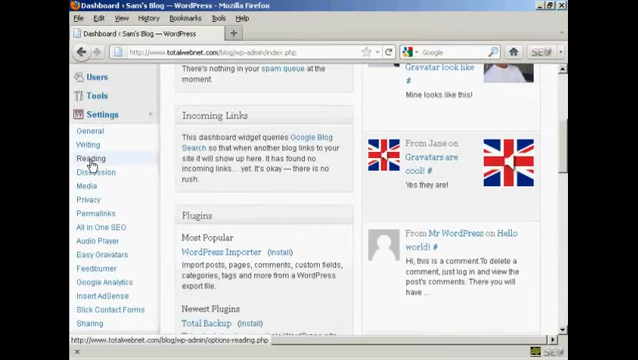 Dashboard ‹ Sam's Blog — WordPress - Mozilla Firefox
File Edit View History Bookmarks Tools Help
Dashboard ‹ Sam's Blog — WordPress
http://www.totalwebnet.com/blog/wp-admin/index.php
Google
Users
Tools
Settings
General
Writing
Reading
Discussion
Media
Privacy
Permalinks
All in One SEO
Audio Player
Easy Gravatars
Feedburner
Google Analytics
Insert AdSense
Slick Contact Forms
Sharing
There's nothing in your spam queue at the
moment.
Incoming Links
This dashboard widget queries Google Blog
Search so that when another blog links to your
site it will show up here. It has found no
incoming links… yet. It's okay — there is no
rush.
Plugins
Most Popular
WordPress Importer (Install)
Import posts, pages, comments, custom fields,
categories, tags and more from a WordPress
export file.
Newest Plugins
Total Backup (Install)
Gravatar look like
#
Mine looks like this!
From Jane on
Gravatars are
cool! #
Yes they are!
From Mr WordPress on Hello
world! #
Hi, this is a comment.To delete a
comment, just log in and view the
post's comments. There you will
have ...
http://www.totalwebnet.com/blog/wp-admin/options-reading.php